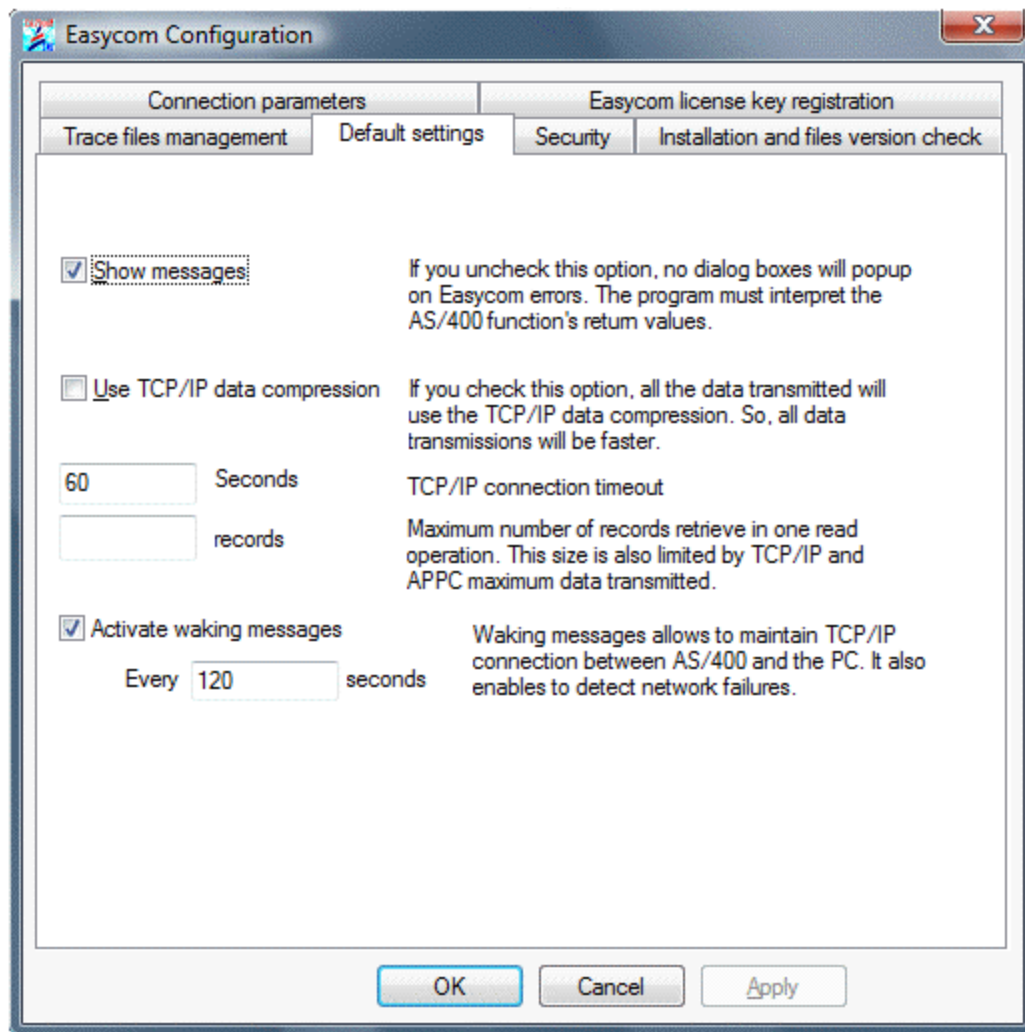 Easycom Configuration
Connection parameters
Easycom license key registration
Trace files management
Default settings
Security
Installation and files version check
Show messages
If you uncheck this option, no dialog boxes will popup
on Easycom errors. The program must interpret the
AS/400 function's return values.
Use TCP/IP data compression
If you check this option, all the data transmitted will
use the TCP/IP data compression. So, all data
transmissions will be faster.
60 Seconds
TCP/IP connection timeout
records
Maximum number of records retrieve in one read
operation. This size is also limited by TCP/IP and
APPC maximum data transmitted.
Activate waking messages
Every 120 seconds
Waking messages allows to maintain TCP/IP
connection between AS/400 and the PC. It also
enables to detect network failures.
OK
Cancel
Apply